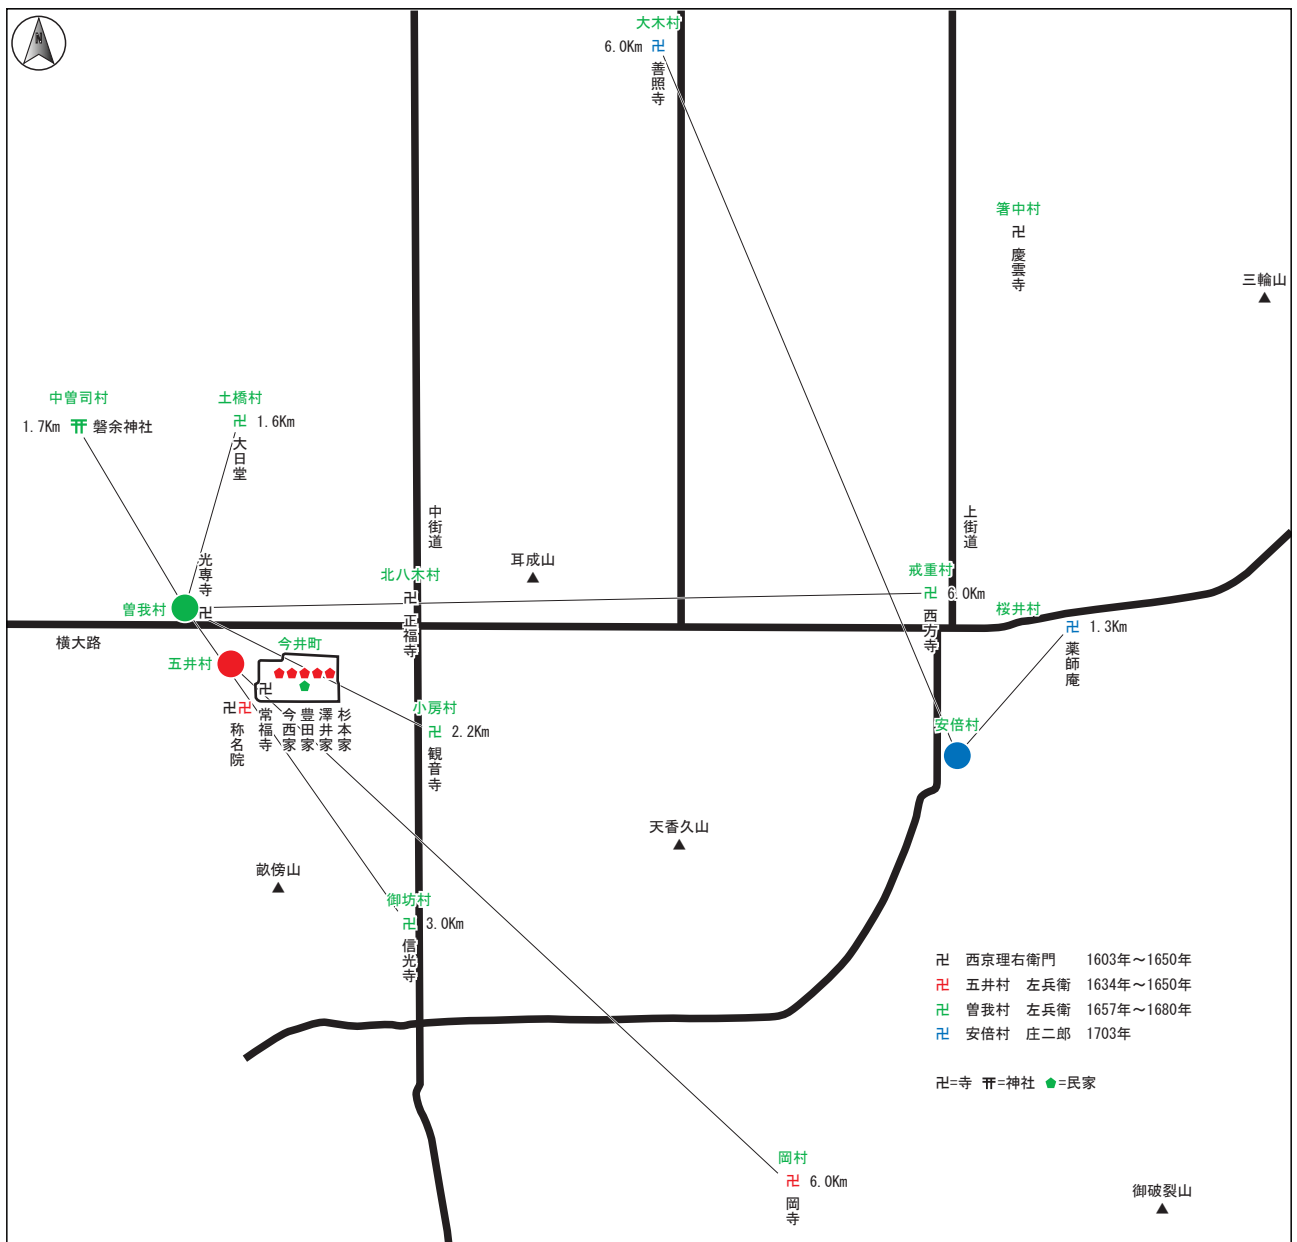 N
大木村
6.0Km 卍
善照寺
箸中村
卍
慶雲寺
三輪山
中曽司村
1.7Km 磐余神社
土橋村
卍 1.6Km
大日堂
中街道
上街道
光専寺
卍
曽我村
北八木村
卍
正福寺
耳成山
戒重村
卍 6.0Km
西方寺
桜井村
卍 1.3Km
薬師庵
横大路
今井町
五井村
卍
卍卍
称名院
常福寺
今西家
豊田家
澤井家
杉本家
小房村
卍 2.2Km
観音寺
安倍村
天香久山
畝傍山
御坊村
卍 3.0Km
信光寺
卍 西京理右衛門 1603年～1650年
卍 五井村 左兵衛 1634年～1650年
卍 曽我村 左兵衛 1657年～1680年
卍 安倍村 庄二郎 1703年
卍=寺 =神社 =民家
岡村
卍 6.0Km
岡寺
御破裂山